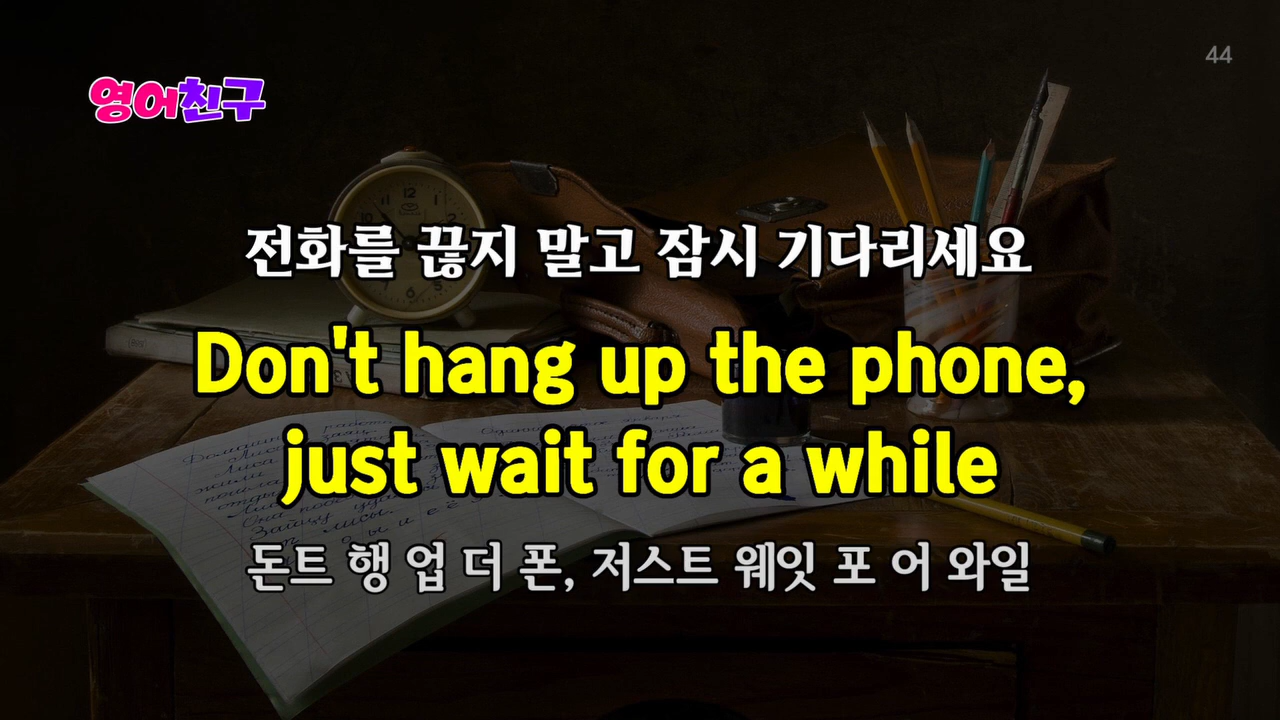 영어친구
44
전화를 끊지 말고 잠시 기다리세요
Don't hang up the phone,
just wait for a while
돈트 행 업 더 폰, 저스트 웨잇 포 어 와일